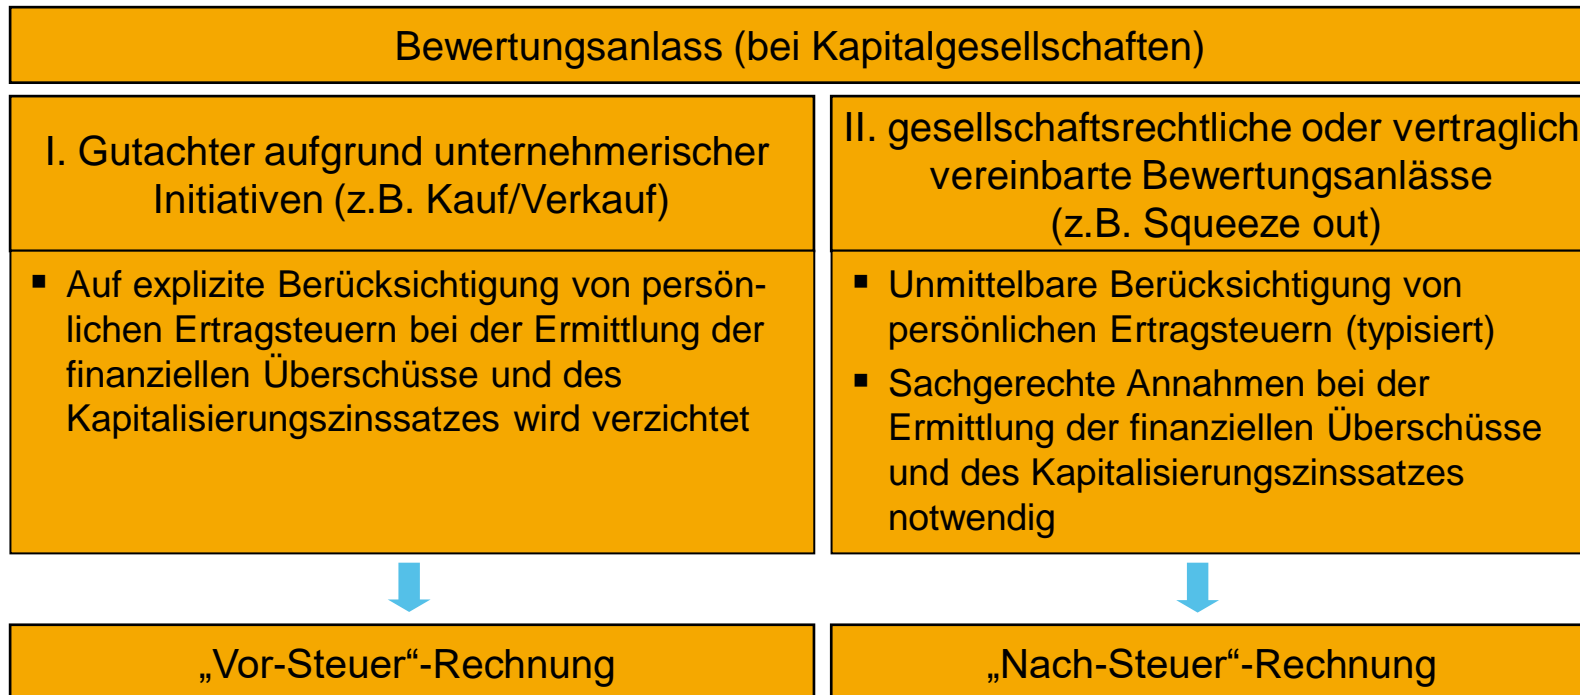 Bewertungsanlass (bei Kapitalgesellschaften)
I. Gutachter aufgrund unternehmerischer
Initiativen (z.B. Kauf/Verkauf)
▪ Auf explizite Berücksichtigung von persön-
lichen Ertragsteuern bei der Ermittlung der
finanziellen Überschüsse und des
Kapitalisierungszinssatzes wird verzichtet
„Vor-Steuer“-Rechnung
II. gesellschaftsrechtliche oder vertraglich
vereinbarte Bewertungsanlässe
(z.B. Squeeze out)
▪ Unmittelbare Berücksichtigung von
persönlichen Ertragsteuern (typisiert)
▪ Sachgerechte Annahmen bei der
Ermittlung der finanziellen Überschüsse
und des Kapitalisierungszinssatzes
notwendig
„Nach-Steuer“-Rechnung